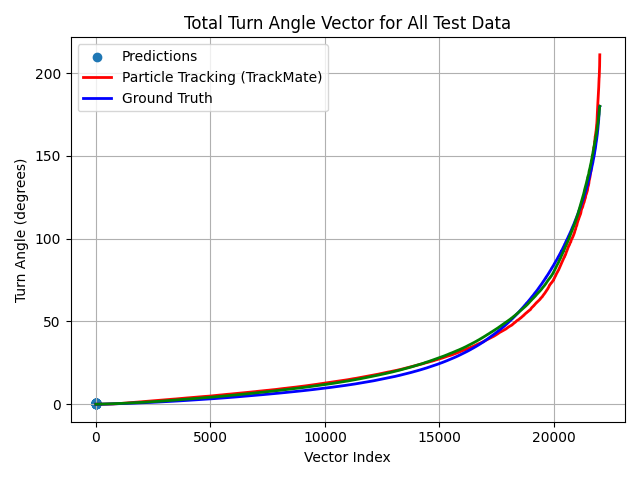 Total Turn Angle Vector for All Test Data
Predictions
Particle Tracking (TrackMate)
Ground Truth
Turn Angle (degrees)
200
150
100
50
0
0 5000 10000 15000 20000
Vector Index